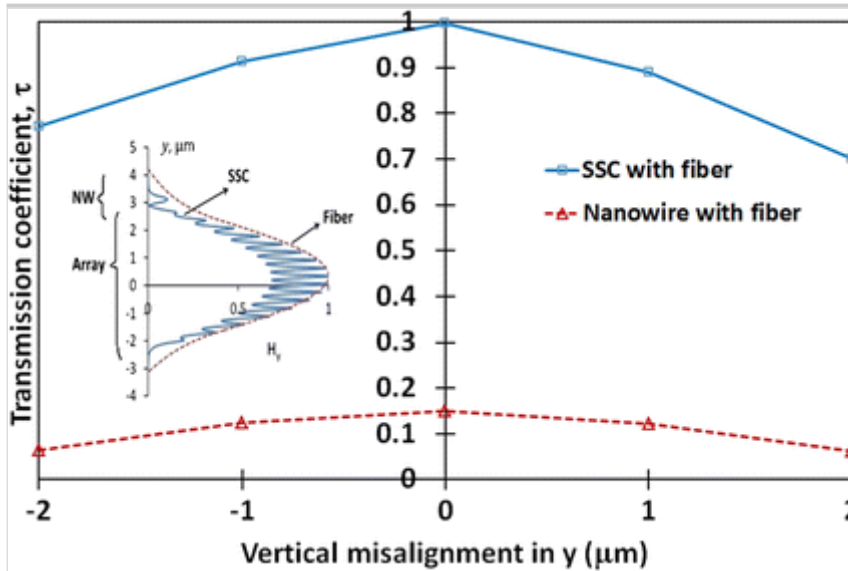 Transmission coefficient, τ
1
0.9
0.8
0.7
0.6
0.5
0.4
0.3
0.2
0.1
0
-2
-1
0
1
2
Vertical misalignment in y (μm)
SSC with fiber
Nanowire with fiber
y, μm
5
4
3
2
1
0
-1
-2
-3
-4
0
0.5
1
Hy
NW
Array
SSC
Fiber